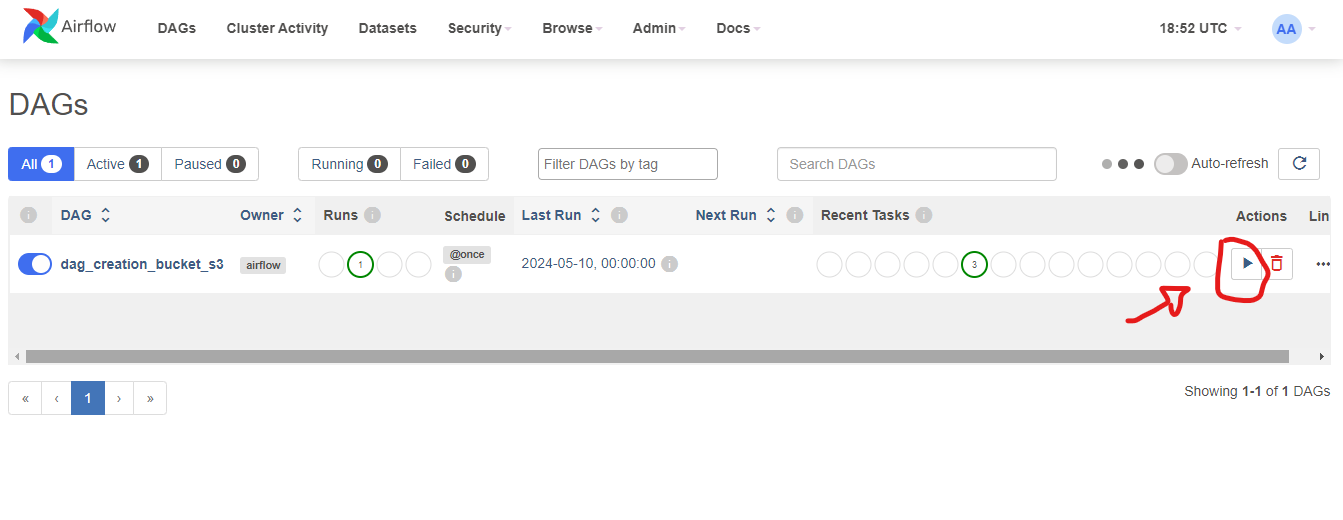 Airflow DAGs Cluster Activity Datasets Security Browse Admin Docs 18:52 UTC AA
DAGs
All 1 Active 1 Paused 0 Running 0 Failed 0 Filter DAGs by tag Search DAGs Auto-refresh
i DAG Owner Runs i Schedule Last Run i Next Run i Recent Tasks i Actions Lin
dag_creation_bucket_s3 airflow 1 @once i 2024-05-10, 00:00:00 i 3 ...
« ‹ 1 › » Showing 1-1 of 1 DAGs